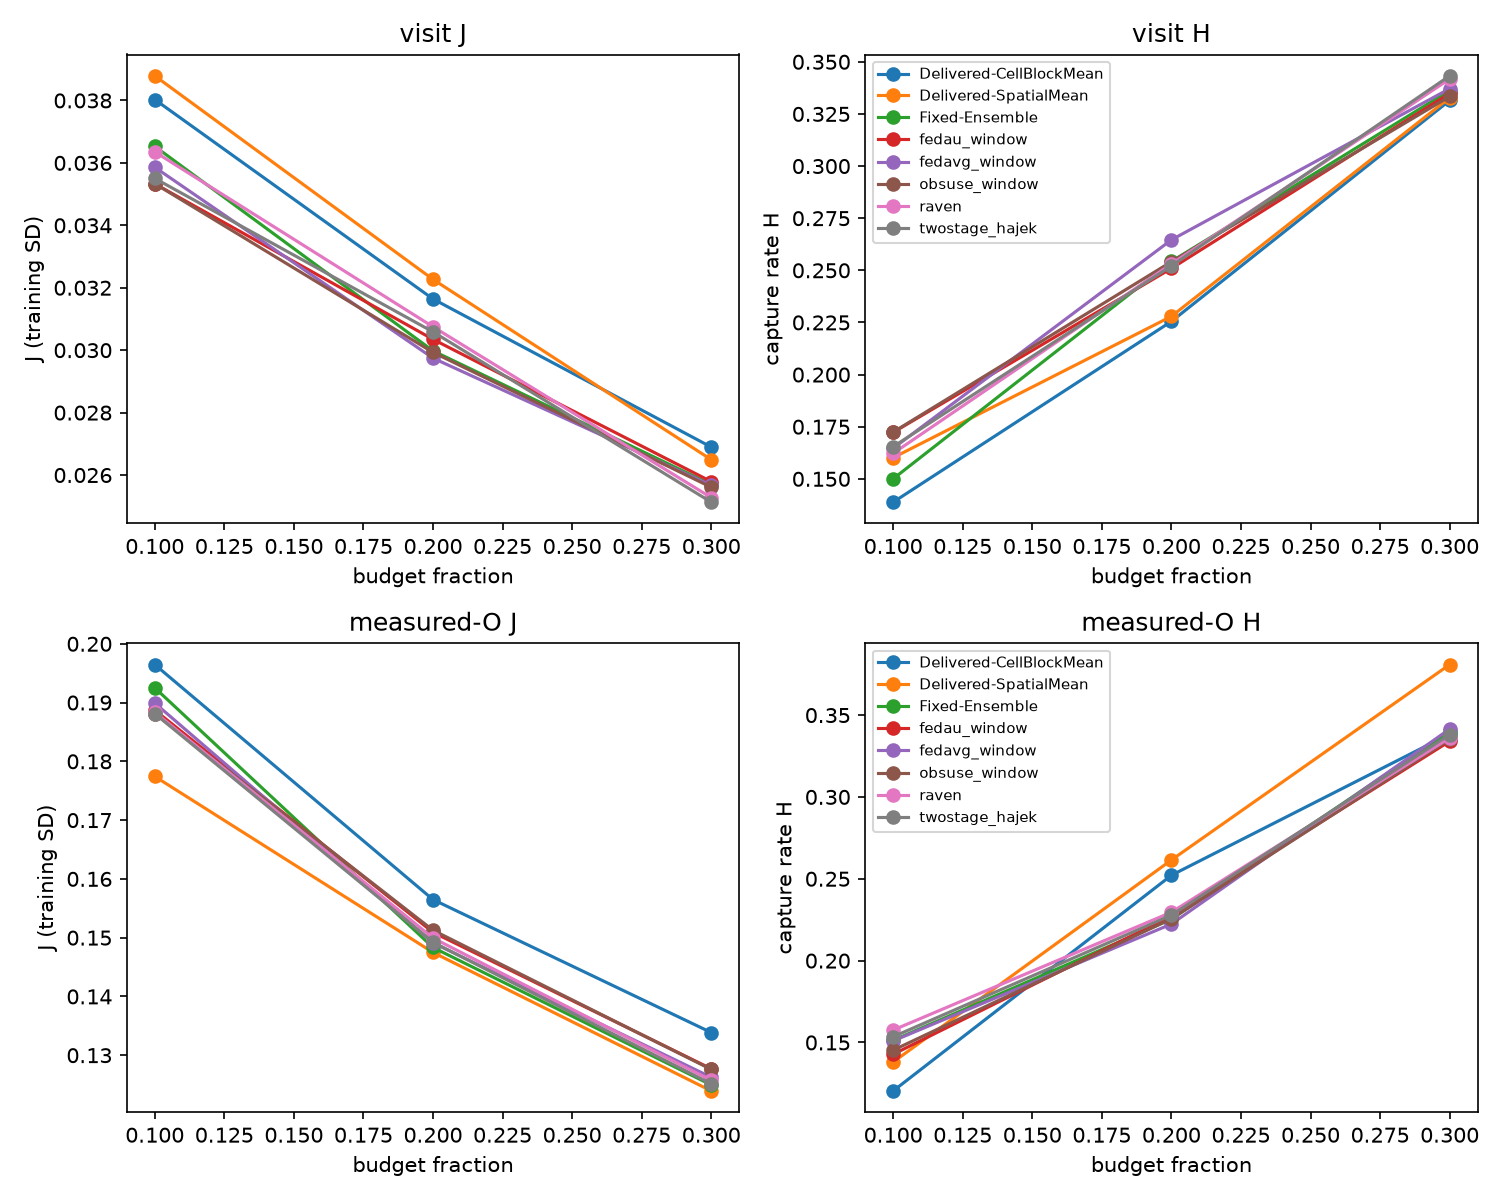 visit J
J (training SD)
0.038
0.036
0.034
0.032
0.030
0.028
0.026
0.100 0.125 0.150 0.175 0.200 0.225 0.250 0.275 0.300
budget fraction
visit H
capture rate H
0.350
0.325
0.300
0.275
0.250
0.225
0.200
0.175
0.150
Delivered-CellBlockMean
Delivered-SpatialMean
Fixed-Ensemble
fedau_window
fedavg_window
obsuse_window
raven
twostage_hajek
0.100 0.125 0.150 0.175 0.200 0.225 0.250 0.275 0.300
budget fraction
measured-O J
J (training SD)
0.20
0.19
0.18
0.17
0.16
0.15
0.14
0.13
0.100 0.125 0.150 0.175 0.200 0.225 0.250 0.275 0.300
budget fraction
measured-O H
capture rate H
0.35
0.30
0.25
0.20
0.15
Delivered-CellBlockMean
Delivered-SpatialMean
Fixed-Ensemble
fedau_window
fedavg_window
obsuse_window
raven
twostage_hajek
0.100 0.125 0.150 0.175 0.200 0.225 0.250 0.275 0.300
budget fraction